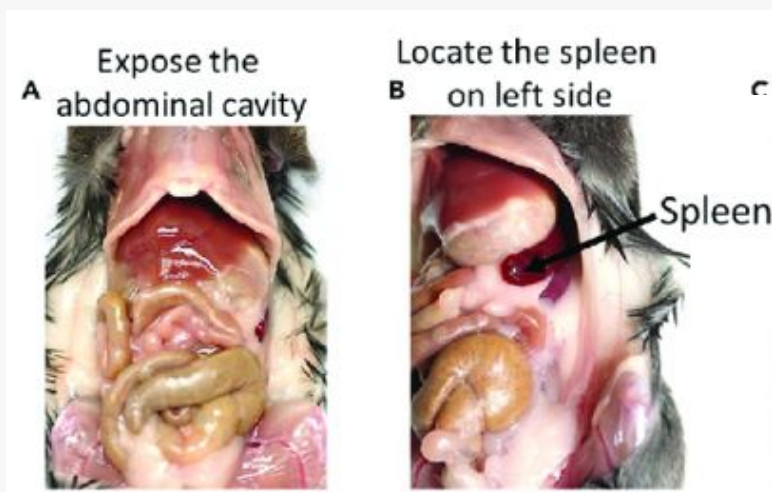 A
Expose the
abdominal cavity
B
Locate the spleen
on left side
Spleen
C